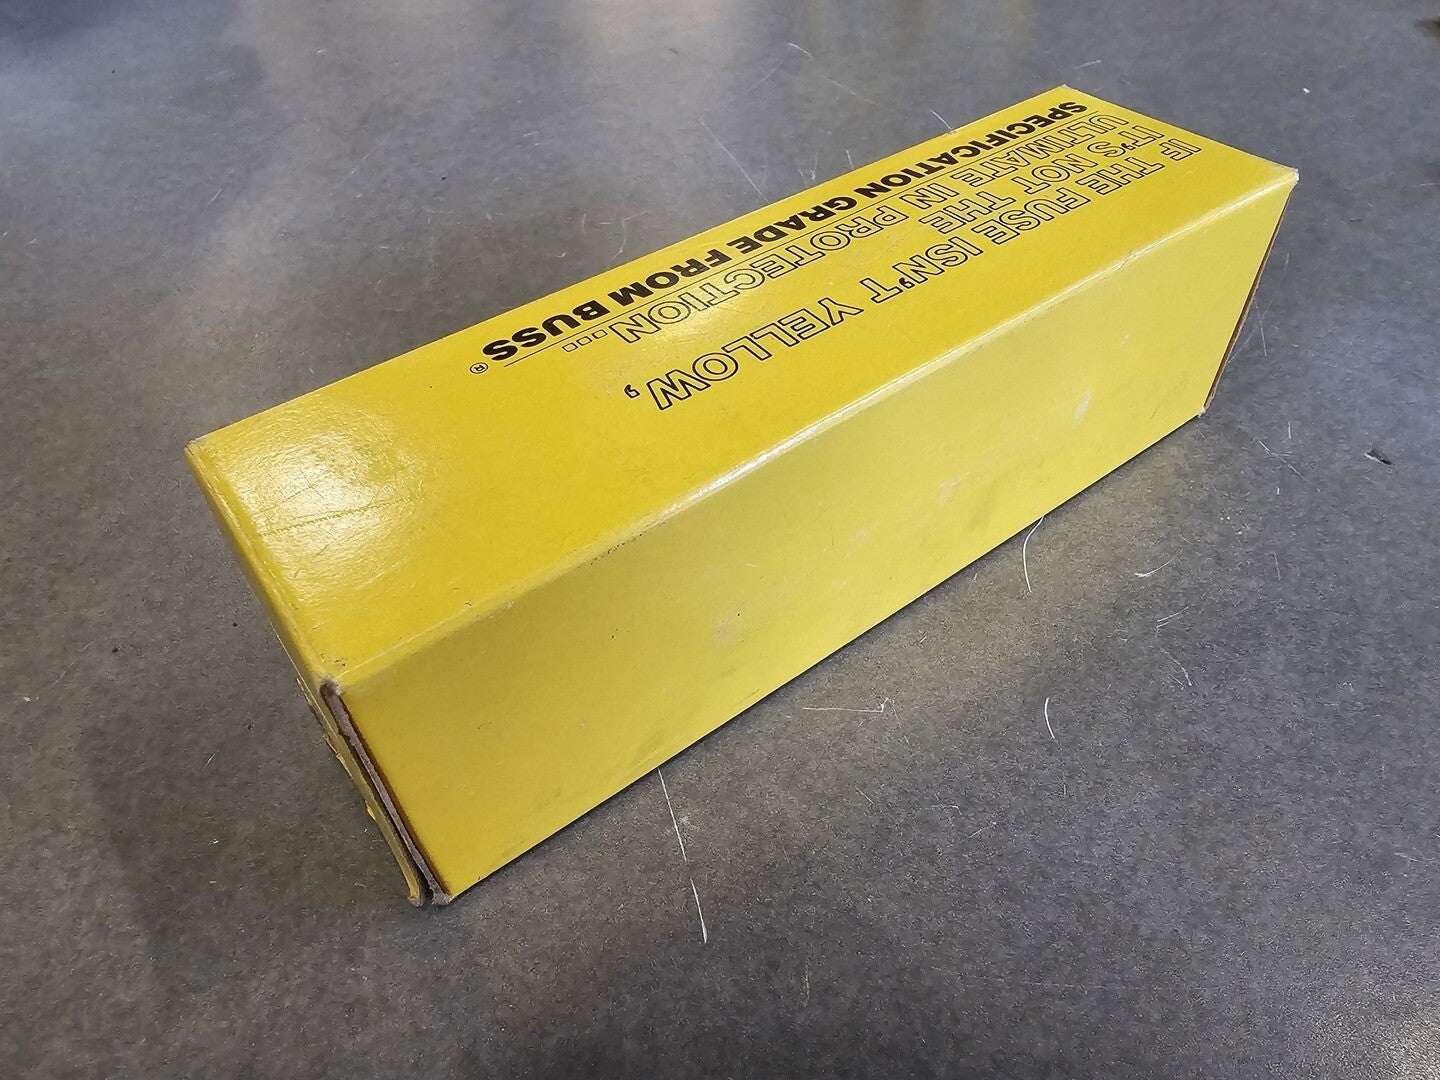 IF THE FUSE ISN'T YELLOW,
IT'S NOT THE
ULTIMATE IN PROTECTION....
SPECIFICATION GRADE FROM BUSS®